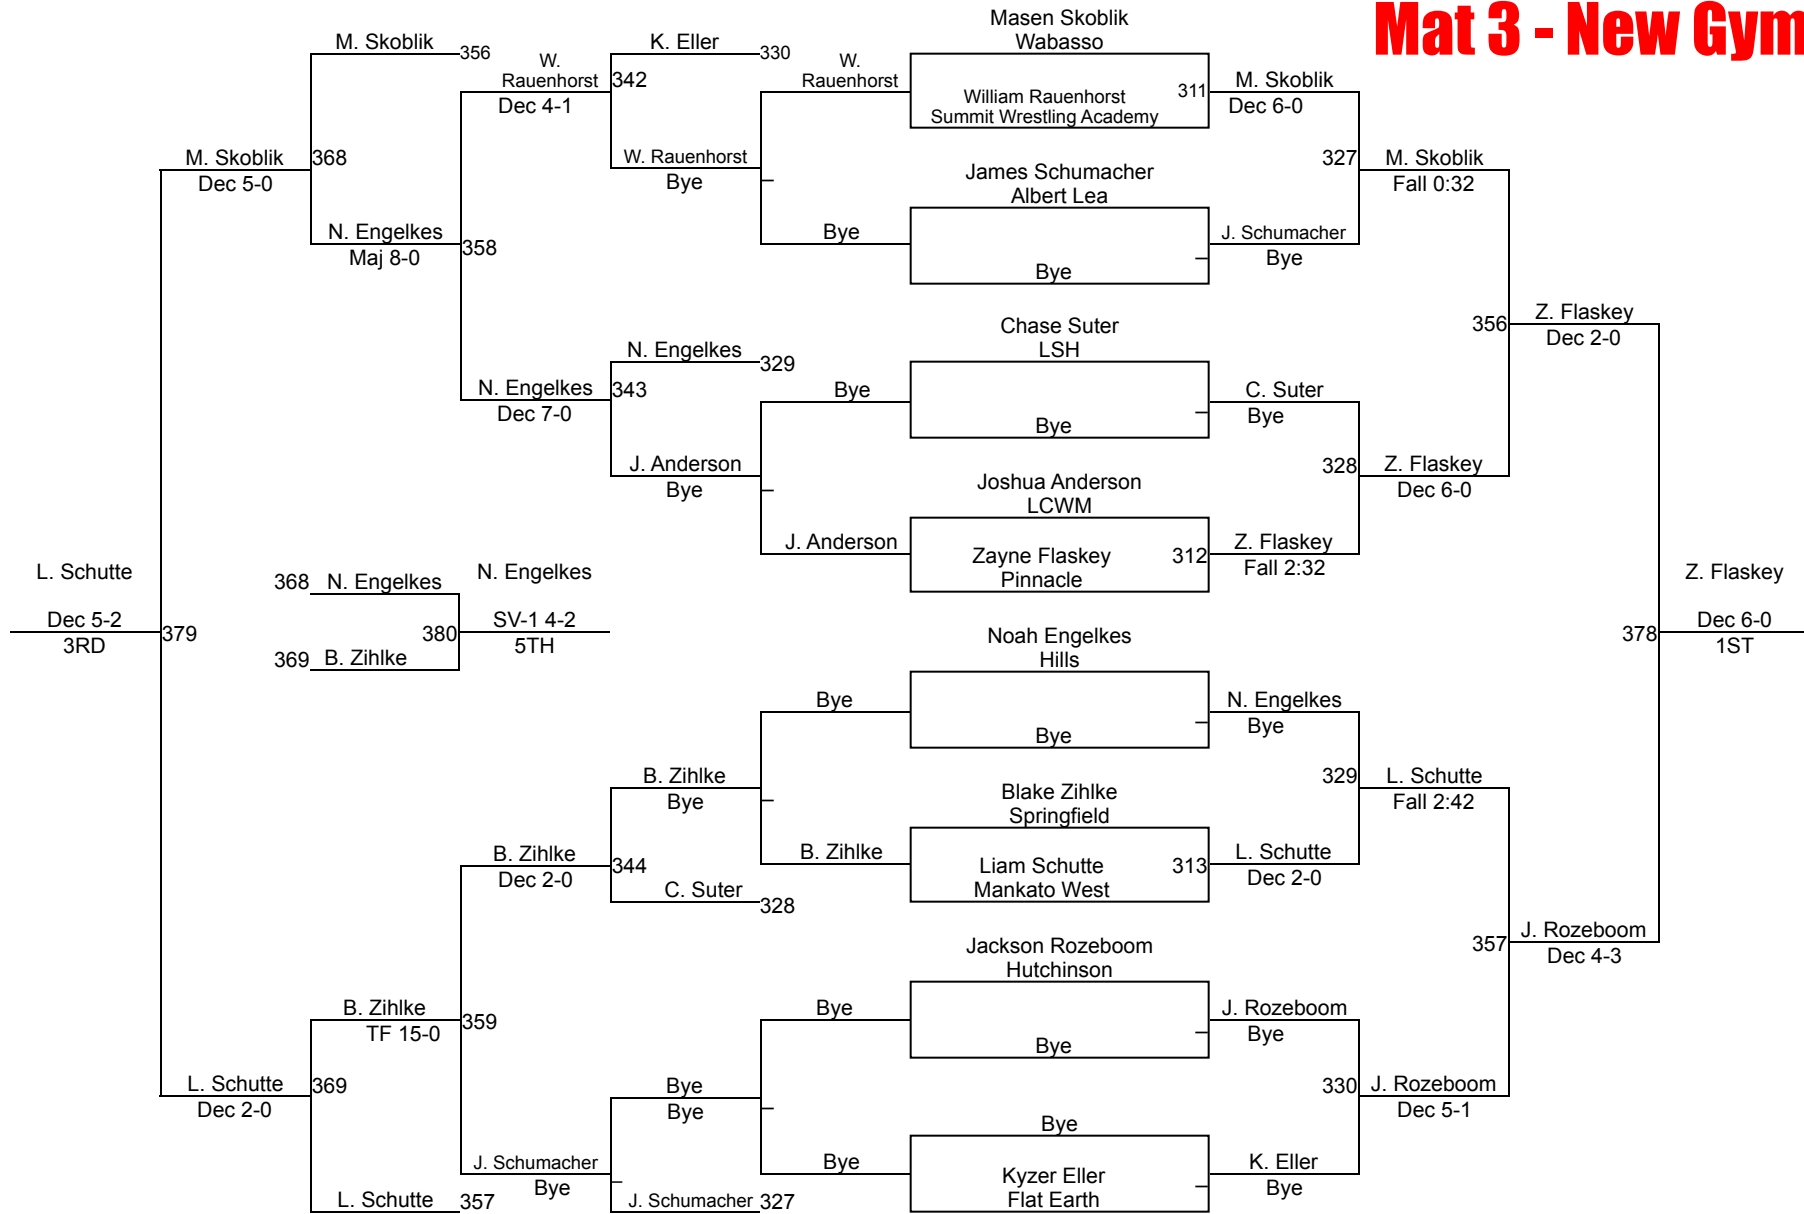 Mat 3 - New Gym
Masen Skoblik
Wabasso
M. Skoblik
356
K. Eller
330
W.
Rauenhorst
342
Dec 4-1
W.
Rauenhorst
William Rauenhorst
Summit Wrestling Academy
311
M. Skoblik
Dec 6-0
M. Skoblik
Dec 5-0
368
W. Rauenhorst
Bye
James Schumacher
Albert Lea
327
M. Skoblik
Fall 0:32
N. Engelkes
Maj 8-0
358
Bye
Bye
J. Schumacher
Bye
Chase Suter
LSH
356
Z. Flaskey
Dec 2-0
N. Engelkes
329
N. Engelkes
Dec 7-0
343
Bye
Bye
C. Suter
Bye
J. Anderson
Bye
Joshua Anderson
LCWM
328
Z. Flaskey
Dec 6-0
J. Anderson
Zayne Flaskey
Pinnacle
312
Z. Flaskey
Fall 2:32
L. Schutte
Dec 5-2
3RD
379
368
N. Engelkes
369
B. Zihlke
380
N. Engelkes
SV-1 4-2
5TH
Noah Engelkes
Hills
378
Z. Flaskey
Dec 6-0
1ST
Bye
Bye
N. Engelkes
Bye
B. Zihlke
Bye
Blake Zihlke
Springfield
329
L. Schutte
Fall 2:42
B. Zihlke
Dec 2-0
344
B. Zihlke
Liam Schutte
Mankato West
313
L. Schutte
Dec 2-0
C. Suter
328
Jackson Rozeboom
Hutchinson
357
J. Rozeboom
Dec 4-3
B. Zihlke
TF 15-0
359
Bye
Bye
J. Rozeboom
Bye
L. Schutte
Dec 2-0
369
Bye
Bye
Bye
330
J. Rozeboom
Dec 5-1
J. Schumacher
Bye
Bye
Kyzer Eller
Flat Earth
K. Eller
Bye
L. Schutte
357
J. Schumacher
327